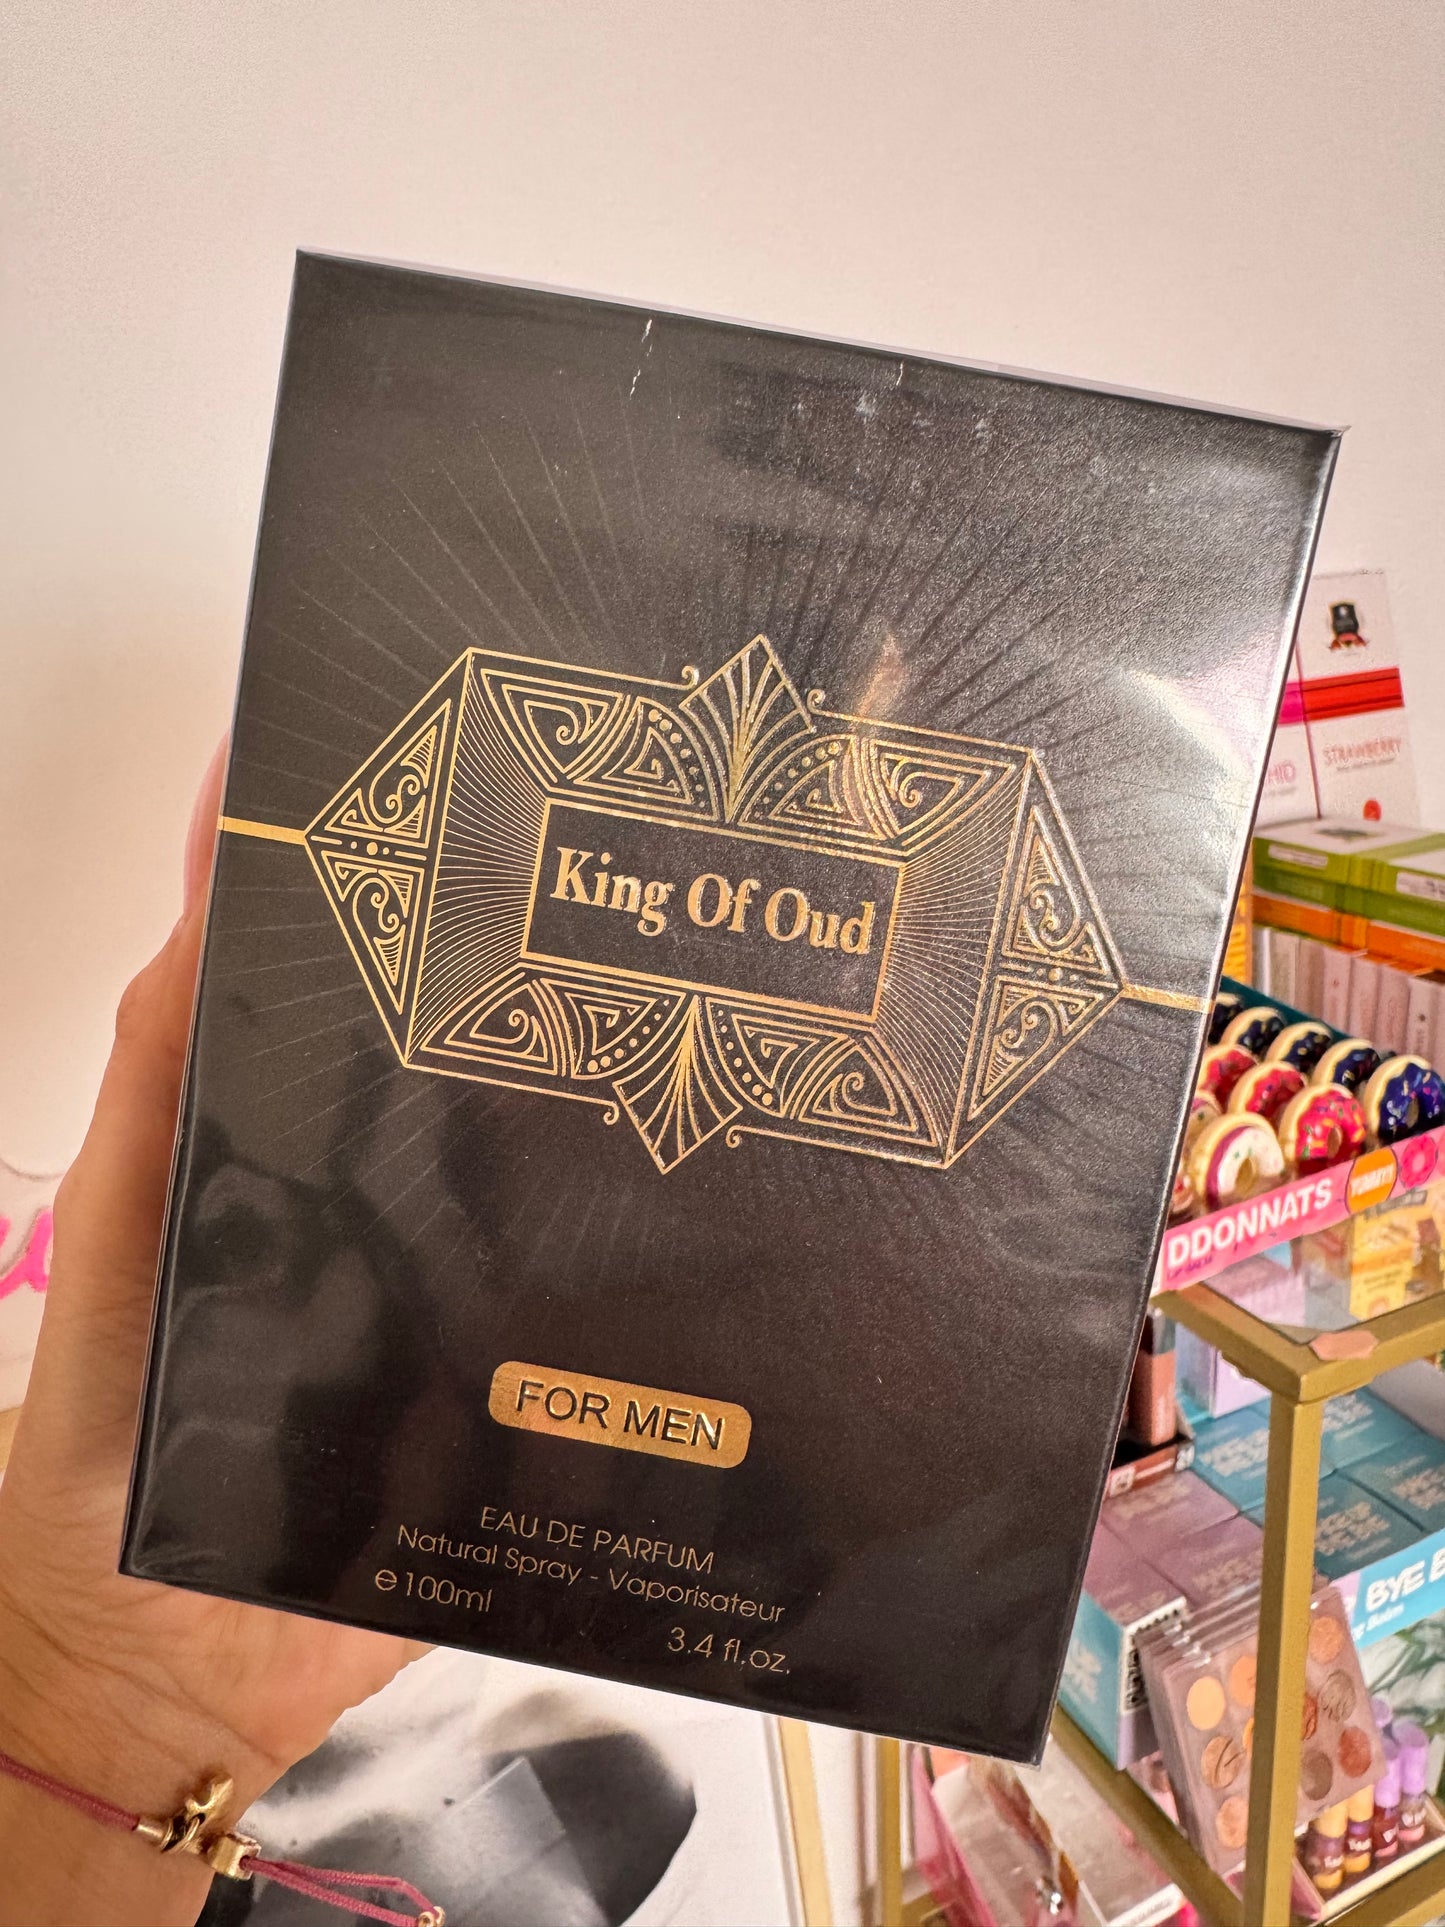 King Of Oud
FOR MEN
EAU DE PARFUM
Natural Spray - Vaporisateur
e100ml
3.4 fl.oz.
STRAWBERRY
DDONNATS
YUMMY!
BYE